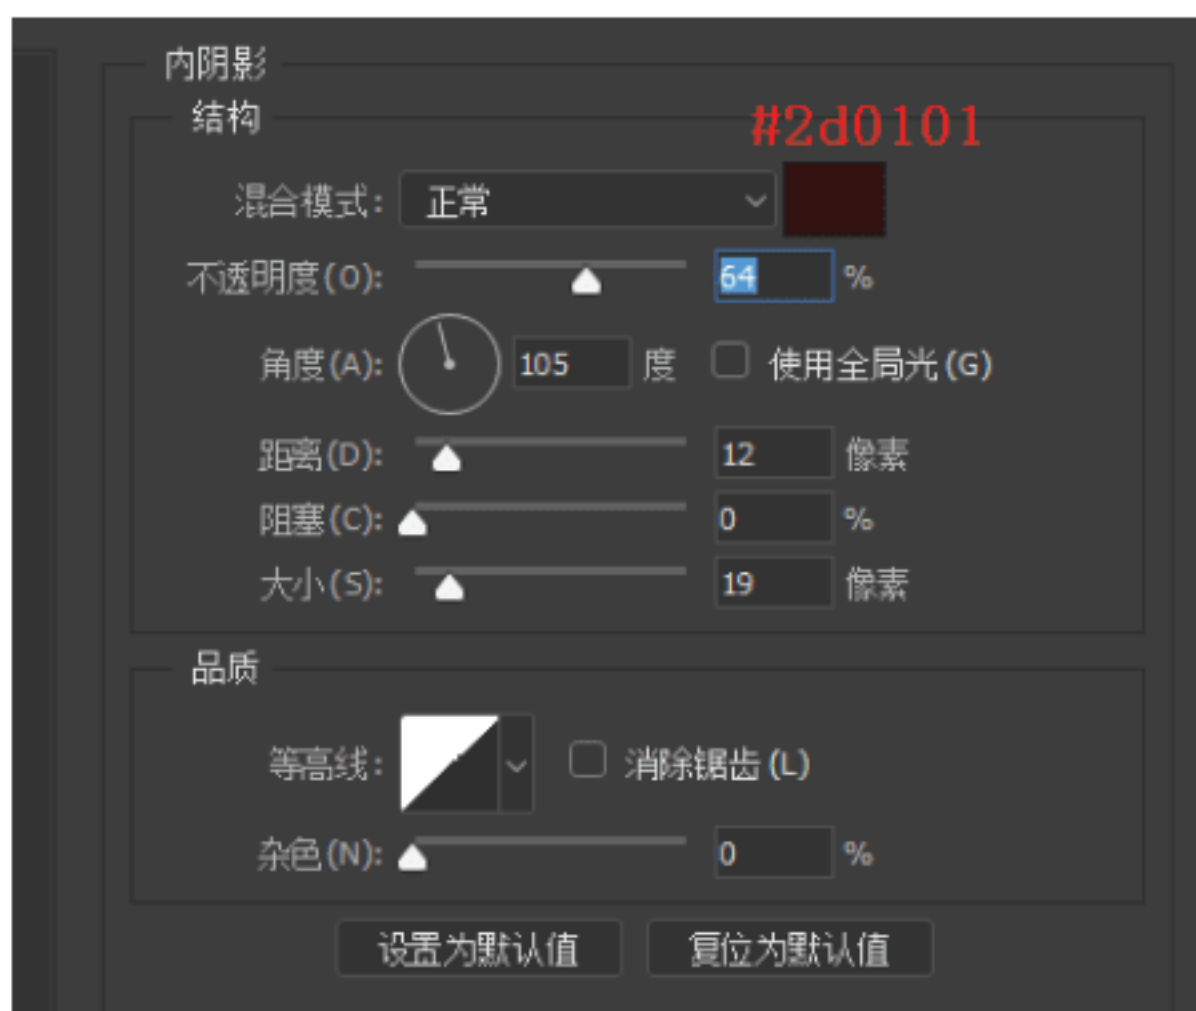 内阴影
结构
#2d0101
混合模式: 正常
不透明度(O): 64 %
角度(A): 105 度 使用全局光(G)
距离(D): 12 像素
阻塞(C): 0 %
大小(S): 19 像素
品质
等高线: 消除锯齿(L)
杂色(N): 0 %
设置为默认值 复位为默认值